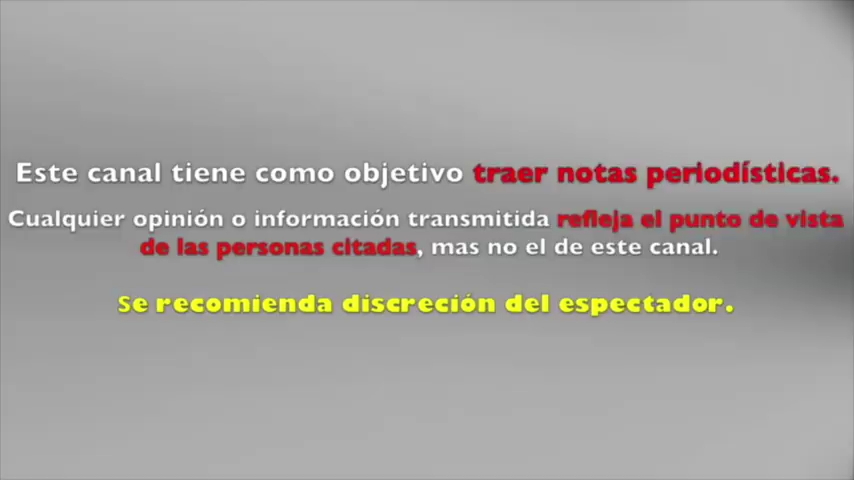 Este canal tiene como objetivo traer notas periodísticas.
Cualquier opinión o información transmitida refleja el punto de vista
de las personas citadas, mas no el de este canal.
Se recomienda discreción del espectador.